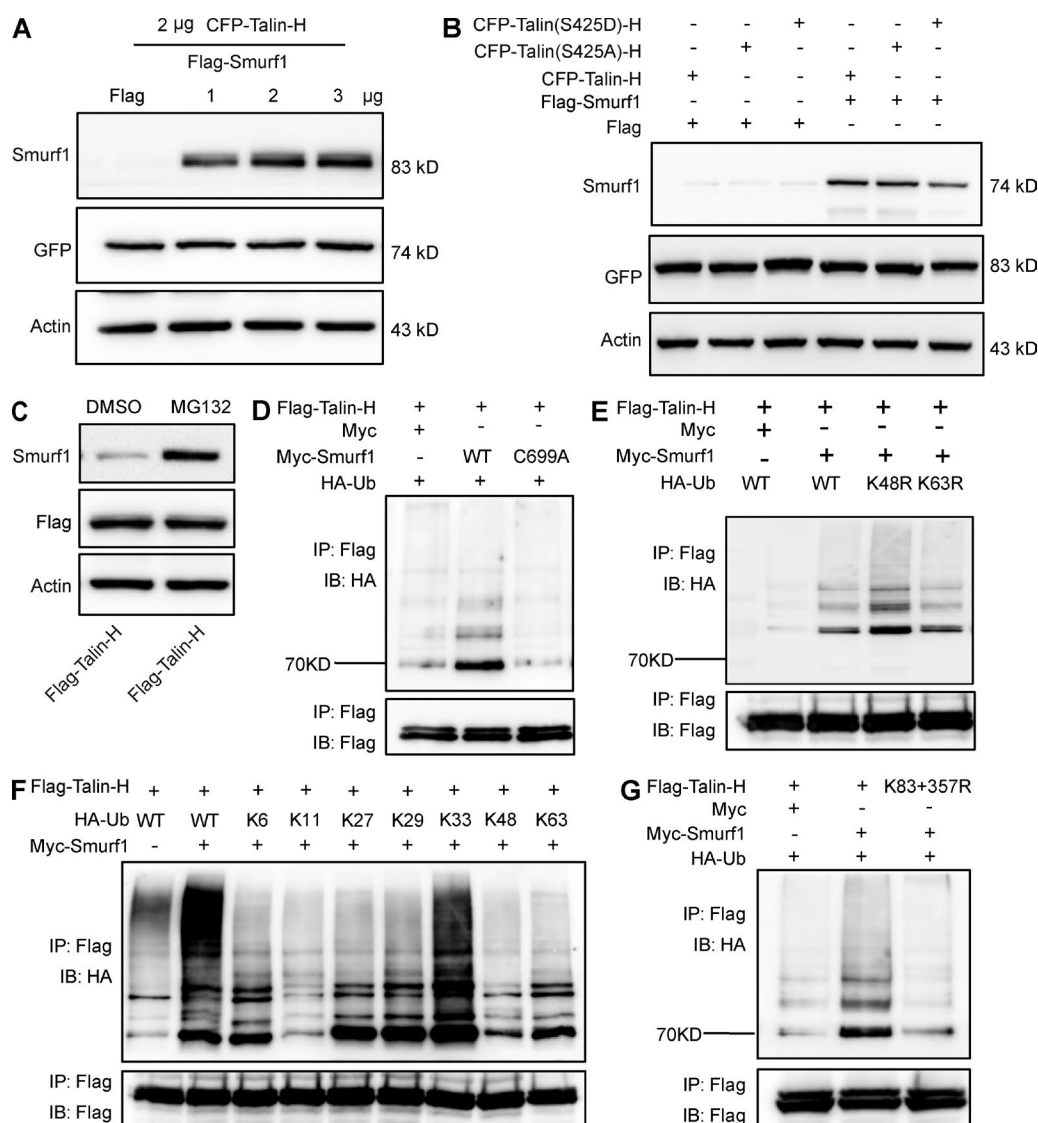 A
2 µg CFP-Talin-H
Flag-Smurf1
Flag 1 2 3 µg
Smurf1 83 kD
GFP 74 kD
Actin 43 kD
B
CFP-Talin(S425D)-H - - + - - +
CFP-Talin(S425A)-H - + - - + -
CFP-Talin-H + - - + - -
Flag-Smurf1 - - - + + +
Flag + + + - - -
Smurf1 74 kD
GFP 83 kD
Actin 43 kD
C
DMSO MG132
Smurf1
Flag
Actin
Flag-Talin-H Flag-Talin-H
D
Flag-Talin-H + + +
Myc + - -
Myc-Smurf1 - WT C699A
HA-Ub + + +
IP: Flag
IB: HA
70KD
IP: Flag
IB: Flag
E
Flag-Talin-H + + + +
Myc + - - -
Myc-Smurf1 - + + +
HA-Ub WT WT K48R K63R
IP: Flag
IB: HA
70KD
IP: Flag
IB: Flag
F
Flag-Talin-H + + + + + + + + +
HA-Ub WT WT K6 K11 K27 K29 K33 K48 K63
Myc-Smurf1 - + + + + + + + +
IP: Flag
IB: HA
IP: Flag
IB: Flag
G
Flag-Talin-H + + K83+357R
Myc + - -
Myc-Smurf1 - + +
HA-Ub + + +
IP: Flag
IB: HA
70KD
IP: Flag
IB: Flag